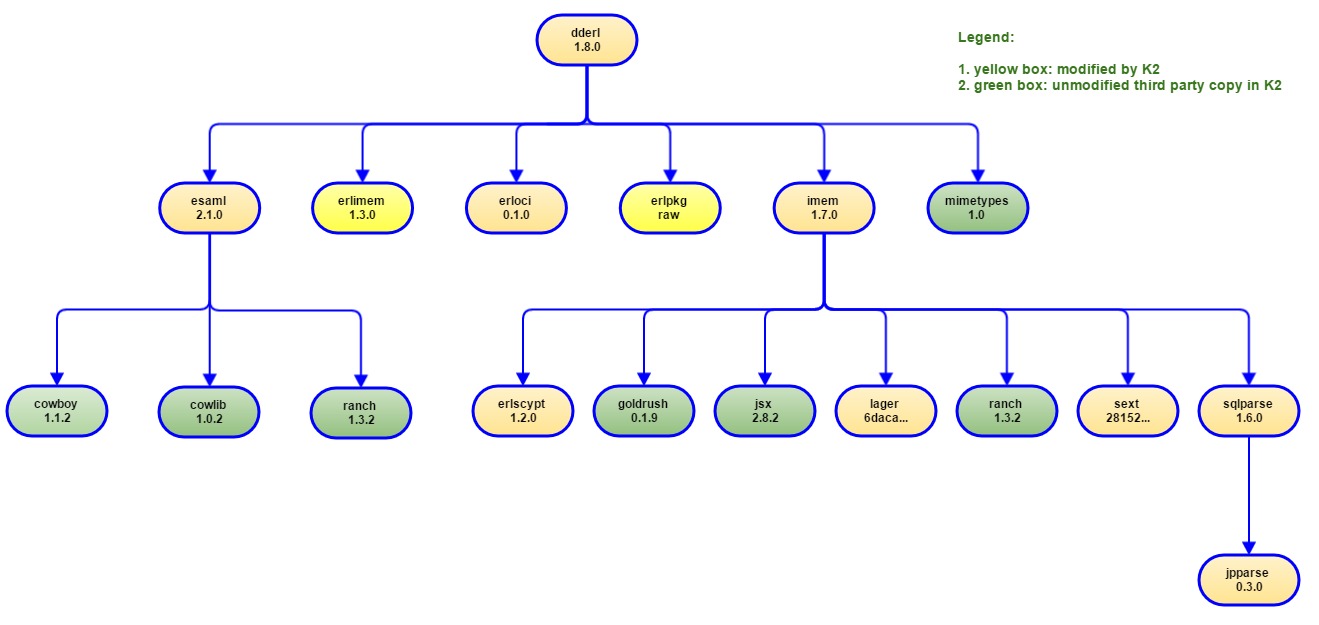 dderl
1.8.0
Legend:
1. yellow box: modified by K2
2. green box: unmodified third party copy in K2
esaml
2.1.0
erlimem
1.3.0
erloci
0.1.0
erlpkg
raw
imem
1.7.0
mimetypes
1.0
cowboy
1.1.2
cowlib
1.0.2
ranch
1.3.2
erlscypt
1.2.0
goldrush
0.1.9
jsx
2.8.2
lager
6daca...
ranch
1.3.2
sext
28152...
sqlparse
1.6.0
jpparse
0.3.0